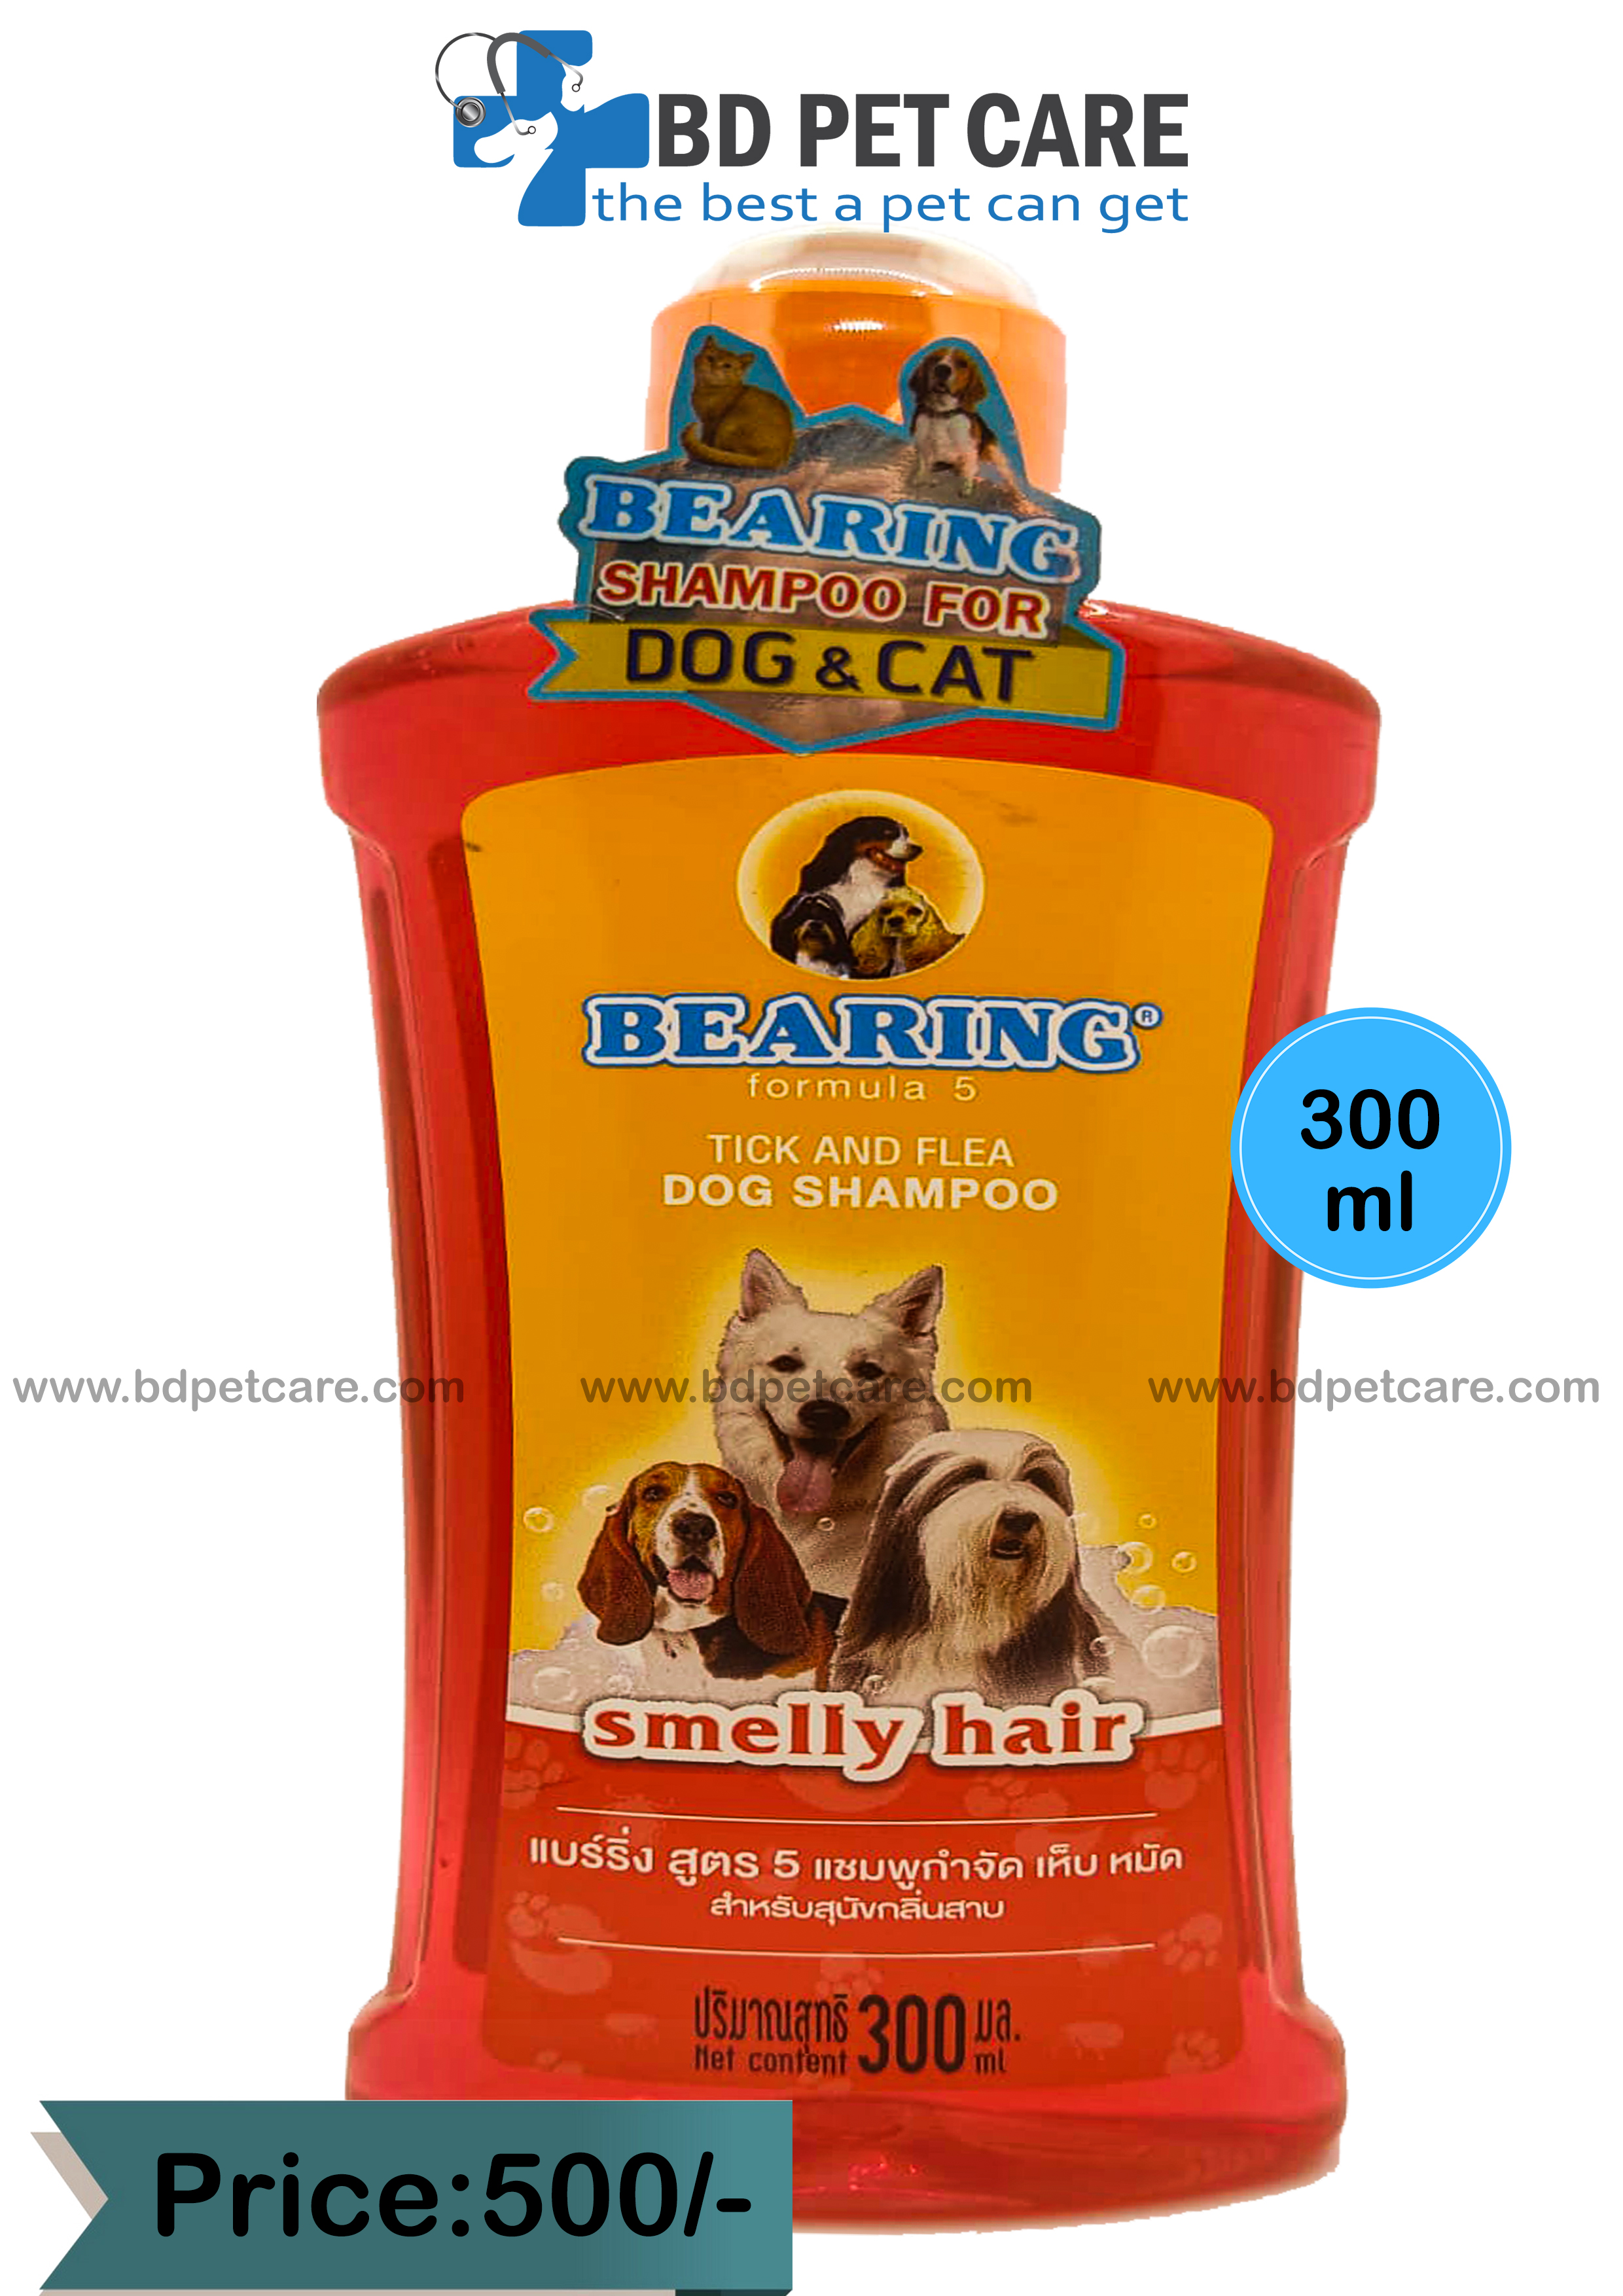 BD PET CARE
the best a pet can get
BEARING
SHAMPOO FOR
DOG & CAT
BEARING®
formula 5
TICK AND FLEA
DOG SHAMPOO
300
ml
www.bdpetcare.com www.bdpetcare.com www.bdpetcare.com
smelly hair
แบร์ริ่ง สูตร 5 แชมพูกำจัด เห็บ หมัด
สำหรับสุนัขกลิ่นสาบ
ปริมาณสุทธิ 300 มล.
Net content ml
Price:500/-